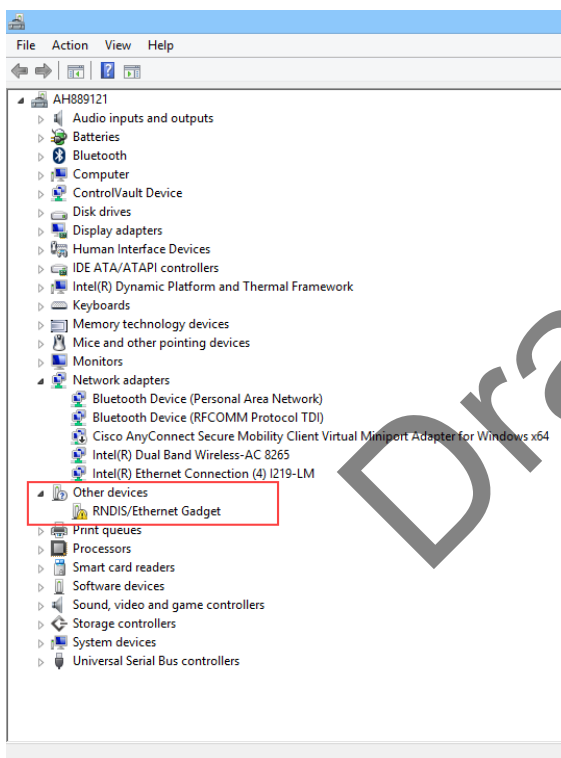 File Action View Help
AH889121
Audio inputs and outputs
Batteries
Bluetooth
Computer
ControlVault Device
Disk drives
Display adapters
Human Interface Devices
IDE ATA/ATAPI controllers
Intel(R) Dynamic Platform and Thermal Framework
Keyboards
Memory technology devices
Mice and other pointing devices
Monitors
Network adapters
Bluetooth Device (Personal Area Network)
Bluetooth Device (RFCOMM Protocol TDI)
Cisco AnyConnect Secure Mobility Client Virtual Miniport Adapter for Windows x64
Intel(R) Dual Band Wireless-AC 8265
Intel(R) Ethernet Connection (4) I219-LM
Other devices
RNDIS/Ethernet Gadget
Print queues
Processors
Smart card readers
Software devices
Sound, video and game controllers
Storage controllers
System devices
Universal Serial Bus controllers
Dra